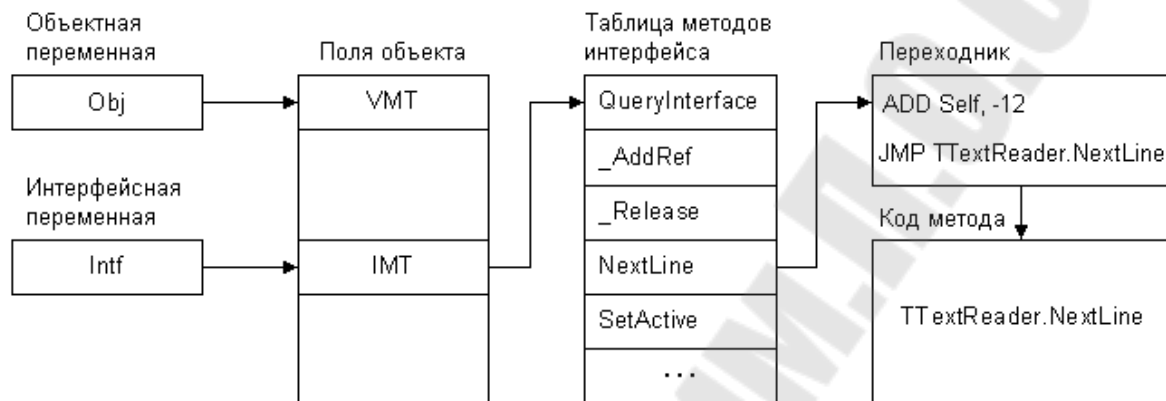 Объектная
переменная
Obj
Интерфейсная
переменная
Intf
Поля объекта
VMT
IMT
Таблица методов
интерфейса
QueryInterface
_AddRef
_Release
NextLine
SetActive
...
Переходник
ADD Self, -12
JMP TTextReader.NextLine
Код метода
TTextReader.NextLine